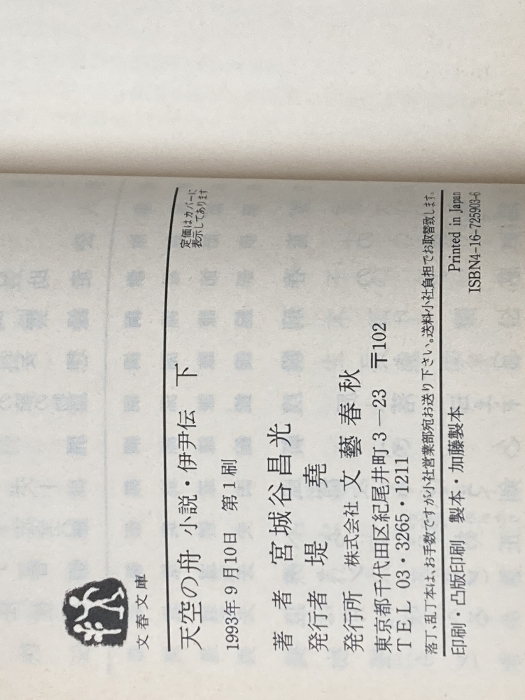 文春文庫
定価はカバーに
表示してあります
天空の舟 小説・伊尹伝 下
1993年9月10日 第1刷
著者 宮城谷昌光
発行者 堤 堯
発行所 株式会社 文藝春秋
東京都千代田区紀尾井町3—23 〒102
TEL 03・3265・1211
落丁、乱丁本は、お手数ですが小社営業部宛お送り下さい。送料小社負担でお取替致します。
印刷・凸版印刷 製本・加藤製本
Printed in Japan
ISBN4-16-725903-6